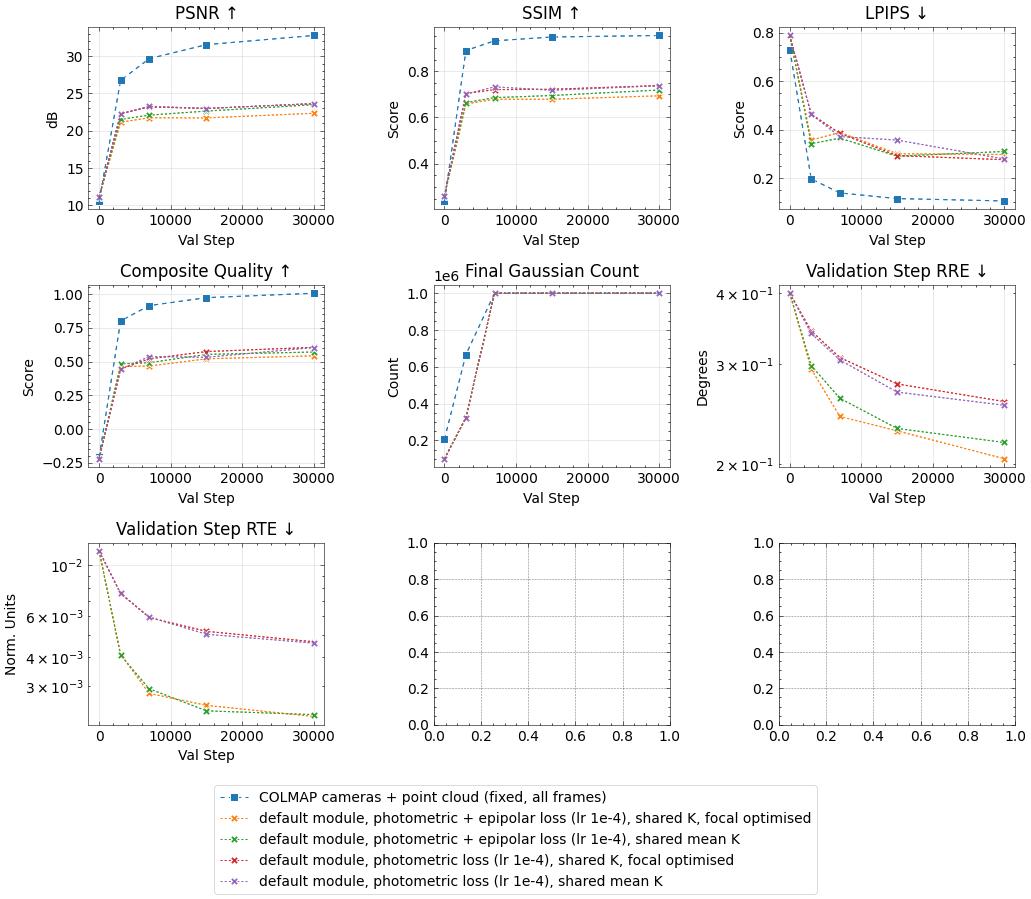 PSNR ↑
SSIM ↑
LPIPS ↓
30
25
20
15
10
dB
0 10000 20000 30000
Val Step
0.8
0.6
0.4
Score
0 10000 20000 30000
Val Step
0.8
0.6
0.4
0.2
Score
0 10000 20000 30000
Val Step
Composite Quality ↑
1e6 Final Gaussian Count
Validation Step RRE ↓
1.00
0.75
0.50
0.25
0.00
−0.25
Score
0 10000 20000 30000
Val Step
1.0
0.8
0.6
0.4
0.2
Count
0 10000 20000 30000
Val Step
4 × 10⁻¹
3 × 10⁻¹
2 × 10⁻¹
Degrees
0 10000 20000 30000
Val Step
Validation Step RTE ↓
10⁻²
6 × 10⁻³
4 × 10⁻³
3 × 10⁻³
Norm. Units
0 10000 20000 30000
Val Step
1.0
0.8
0.6
0.4
0.2
0.0
0.0 0.2 0.4 0.6 0.8 1.0
1.0
0.8
0.6
0.4
0.2
0.0
0.0 0.2 0.4 0.6 0.8 1.0
COLMAP cameras + point cloud (fixed, all frames)
default module, photometric + epipolar loss (lr 1e-4), shared K, focal optimised
default module, photometric + epipolar loss (lr 1e-4), shared mean K
default module, photometric loss (lr 1e-4), shared K, focal optimised
default module, photometric loss (lr 1e-4), shared mean K